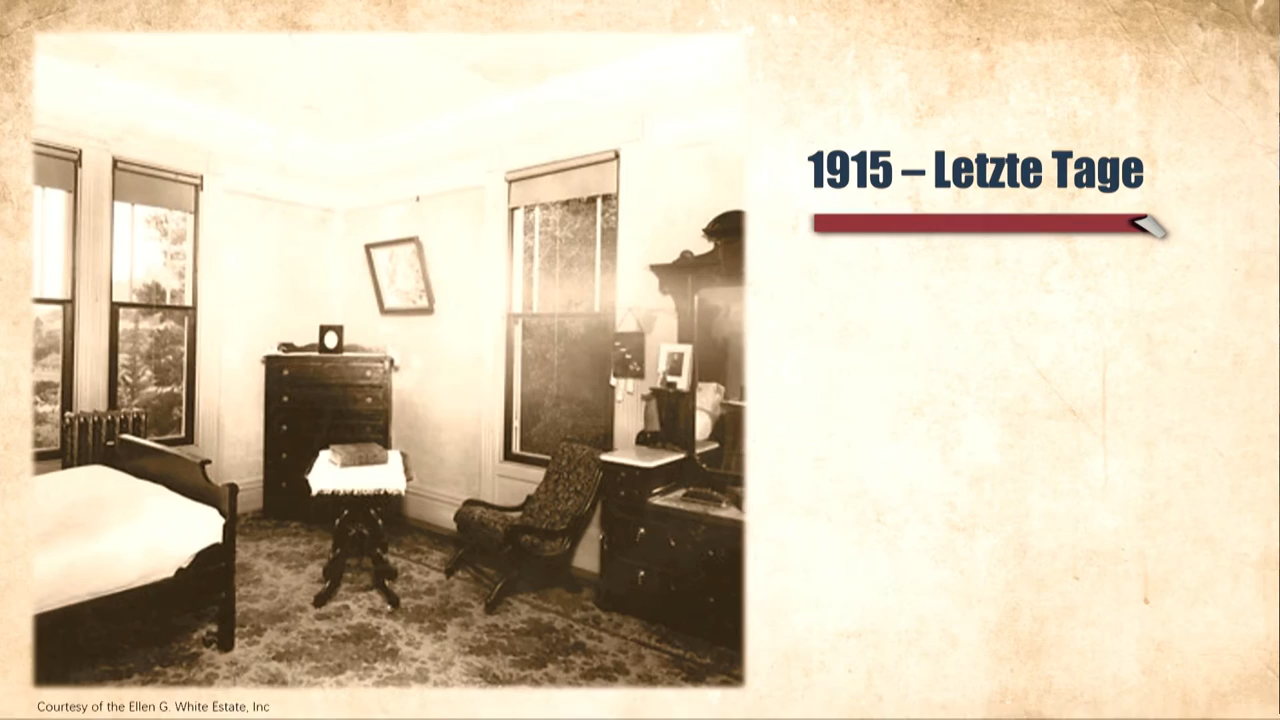 1915 – Letzte Tage
Courtesy of the Ellen G. White Estate, Inc